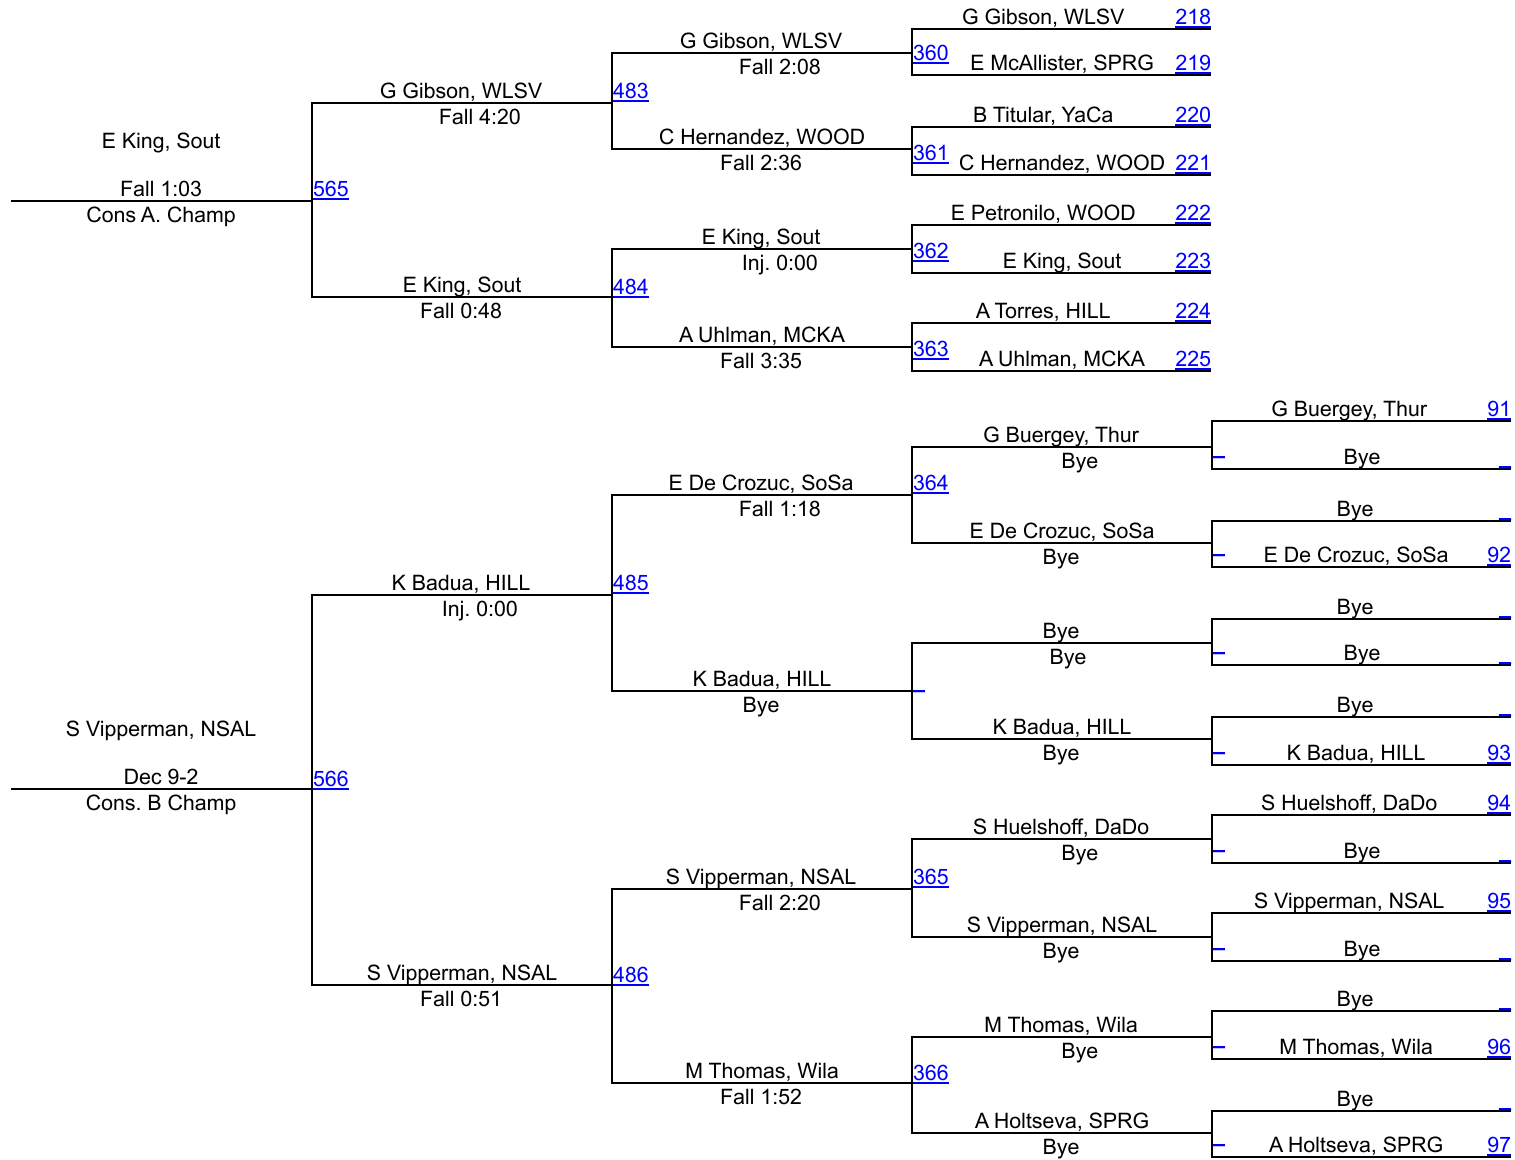 G Gibson, WLSV 218
G Gibson, WLSV
360
E McAllister, SPRG 219
Fall 2:08
G Gibson, WLSV
483
Fall 4:20
B Titular, YaCa 220
C Hernandez, WOOD
361
C Hernandez, WOOD 221
Fall 2:36
E King, Sout
Fall 1:03
565
Cons A. Champ
E Petronilo, WOOD 222
E King, Sout
362
E King, Sout 223
Inj. 0:00
E King, Sout
484
Fall 0:48
A Torres, HILL 224
A Uhlman, MCKA
363
A Uhlman, MCKA 225
Fall 3:35
G Buergey, Thur 91
G Buergey, Thur
Bye
Bye
E De Crozuc, SoSa
364
Fall 1:18
Bye
E De Crozuc, SoSa
E De Crozuc, SoSa 92
Bye
K Badua, HILL
485
Inj. 0:00
Bye
Bye
Bye
Bye
K Badua, HILL
Bye
Bye
K Badua, HILL
K Badua, HILL 93
Bye
S Vipperman, NSAL
Dec 9-2
566
Cons. B Champ
S Huelshoff, DaDo 94
S Huelshoff, DaDo
Bye
Bye
S Vipperman, NSAL
365
Fall 2:20
S Vipperman, NSAL 95
S Vipperman, NSAL
Bye
Bye
S Vipperman, NSAL
486
Fall 0:51
Bye
M Thomas, Wila
M Thomas, Wila 96
Bye
M Thomas, Wila
366
Fall 1:52
Bye
A Holtseva, SPRG
A Holtseva, SPRG 97
Bye